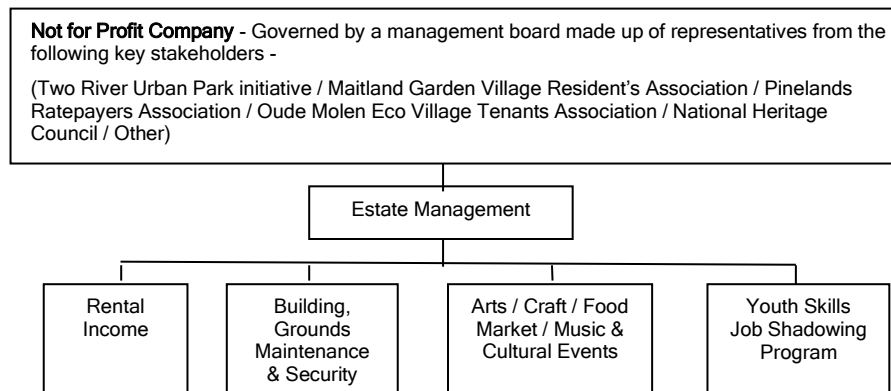 Not for Profit Company - Governed by a management board made up of representatives from the
following key stakeholders -
(Two River Urban Park initiative / Maitland Garden Village Resident's Association / Pinelands
Ratepayers Association / Oude Molen Eco Village Tenants Association / National Heritage
Council / Other)
Estate Management
Rental
Income
Building,
Grounds
Maintenance
& Security
Arts / Craft / Food
Market / Music &
Cultural Events
Youth Skills
Job Shadowing
Program